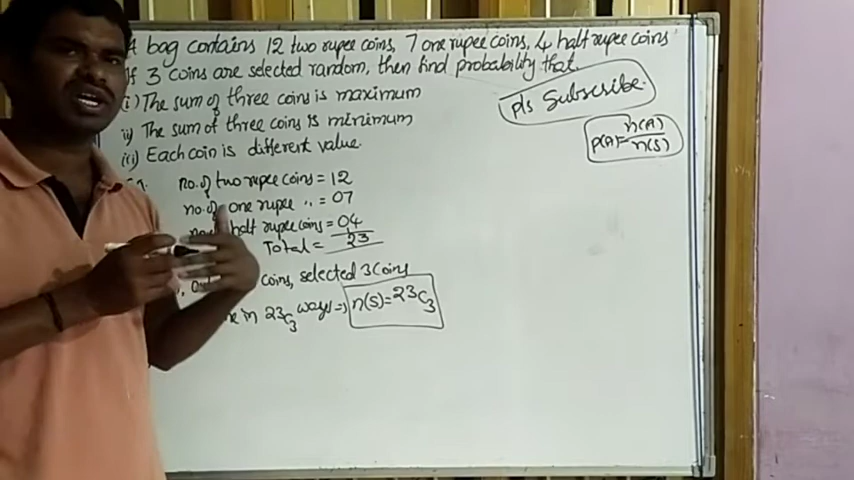 A bag contains 12 two rupee coins, 7 one rupee coins, 4 half rupee coins
If 3 coins are selected random, then find probability that
(i) The sum of three coins is maximum
ii) The sum of three coins is minimum
(iii) Each coin is different value.
pls Subscribe.
P(A)= n(A)/n(S)
no. of two rupee coins = 12
no. of one rupee " = 07
half rupee coins = 04
Total = 23
coins, selected 3 coins
in 23C3 ways => n(S) = 23C3